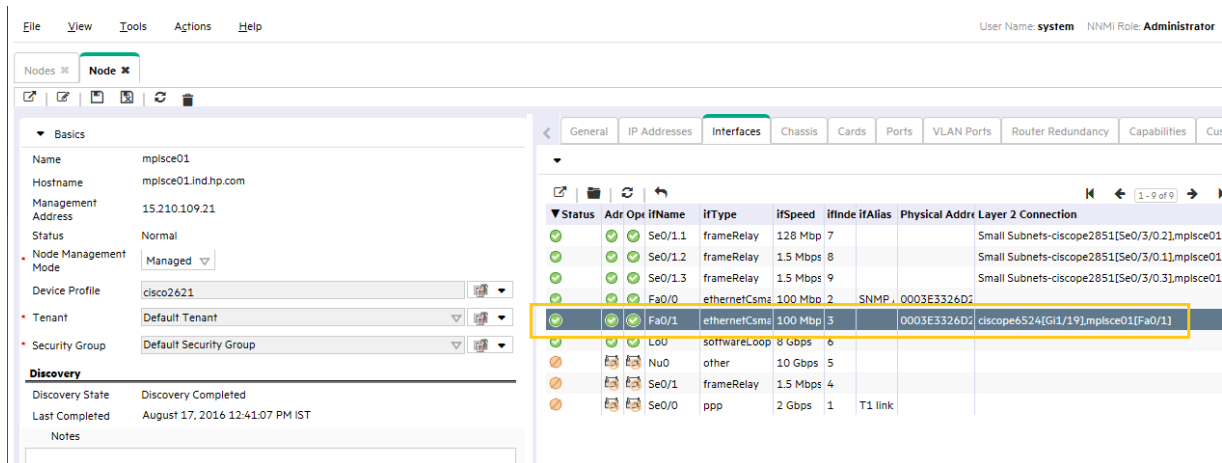 File View Tools Actions Help User Name: system NNMi Role: Administrator
Nodes Node
Basics
Name mplsce01
Hostname mplsce01.ind.hp.com
Management Address 15.210.109.21
Status Normal
* Node Management Mode Managed
Device Profile cisco2621
* Tenant Default Tenant
* Security Group Default Security Group
Discovery
Discovery State Discovery Completed
Last Completed August 17, 2016 12:41:07 PM IST
Notes
General IP Addresses Interfaces Chassis Cards Ports VLAN Ports Router Redundancy Capabilities Cus
1 - 9 of 9
Status Adr Ope ifName ifType ifSpeed ifInde ifAlias Physical Addre Layer 2 Connection
Se0/1.1 frameRelay 128 Mbp 7 Small Subnets-ciscope2851[Se0/3/0.2],mplsce01
Se0/1.2 frameRelay 1.5 Mbps 8 Small Subnets-ciscope2851[Se0/3/0.1],mplsce01
Se0/1.3 frameRelay 1.5 Mbps 9 Small Subnets-ciscope2851[Se0/3/0.3],mplsce01
Fa0/0 ethernetCsma 100 Mbp 2 SNMP 0003E3326D2
Fa0/1 ethernetCsma 100 Mbp 3 0003E3326D2 ciscope6524[Gi1/19],mplsce01[Fa0/1]
Lo0 softwareLoop 8 Gbps 6
Nu0 other 10 Gbps 5
Se0/1 frameRelay 1.5 Mbps 4
Se0/0 ppp 2 Gbps 1 T1 link